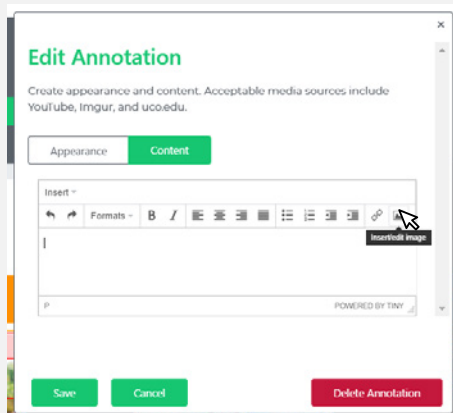 ×
Edit Annotation
Create appearance and content. Acceptable media sources include
YouTube, Imgur, and uco.edu.
Appearance Content
Insert
Formats B I
Insert/edit image
P POWERED BY TINY
Save Cancel Delete Annotation